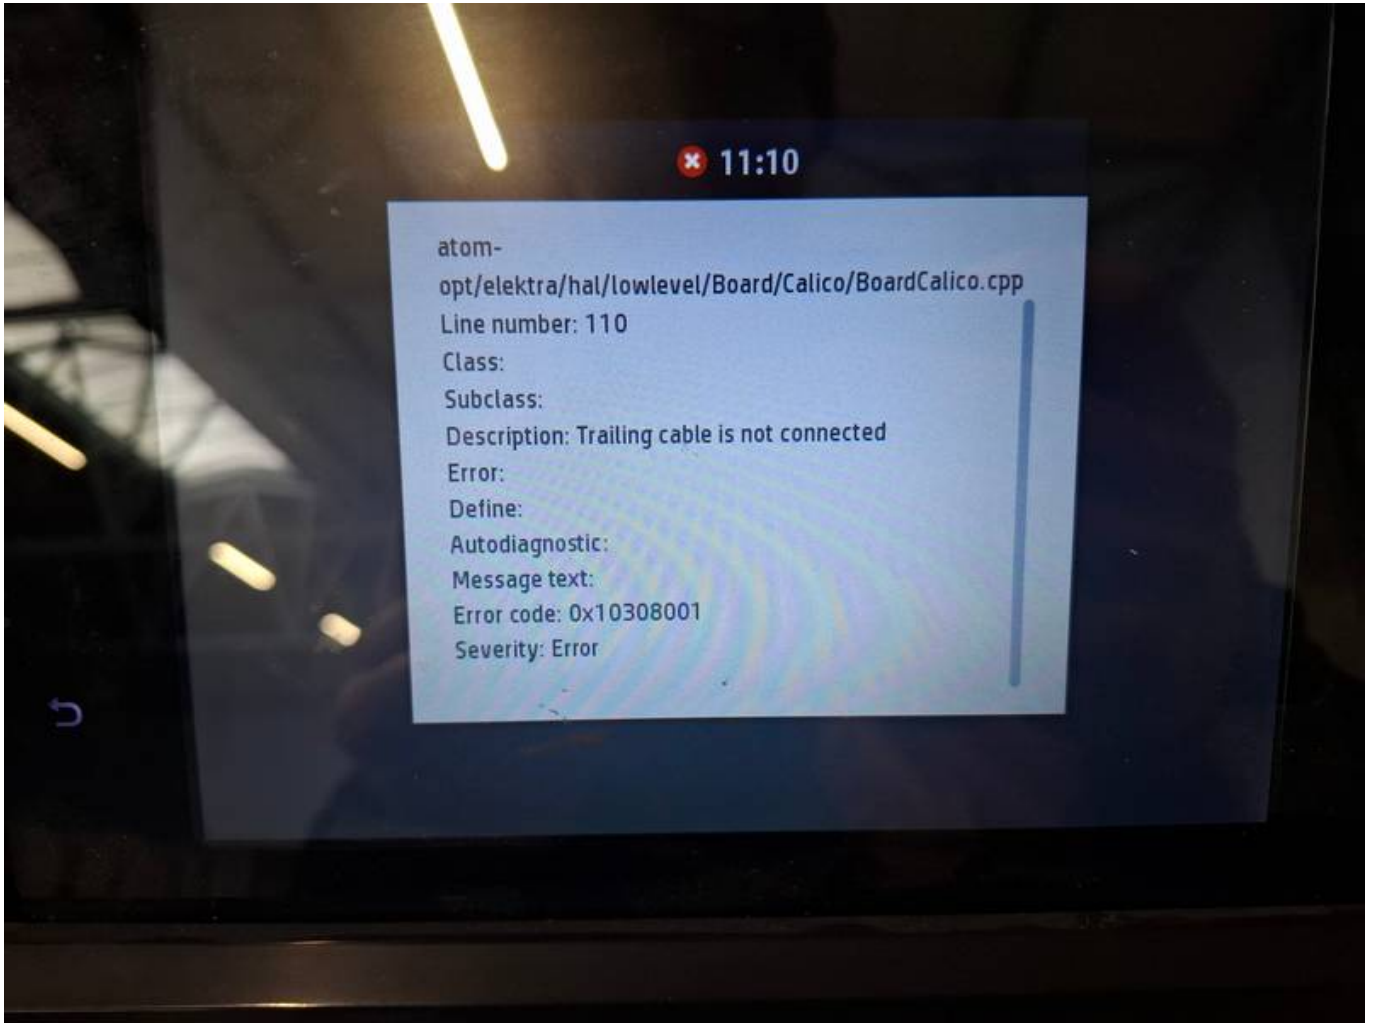 11:10
atom-
opt/elektra/hal/lowlevel/Board/Calico/BoardCalico.cpp
Line number: 110
Class:
Subclass:
Description: Trailing cable is not connected
Error:
Define:
Autodiagnostic:
Message text:
Error code: 0x10308001
Severity: Error